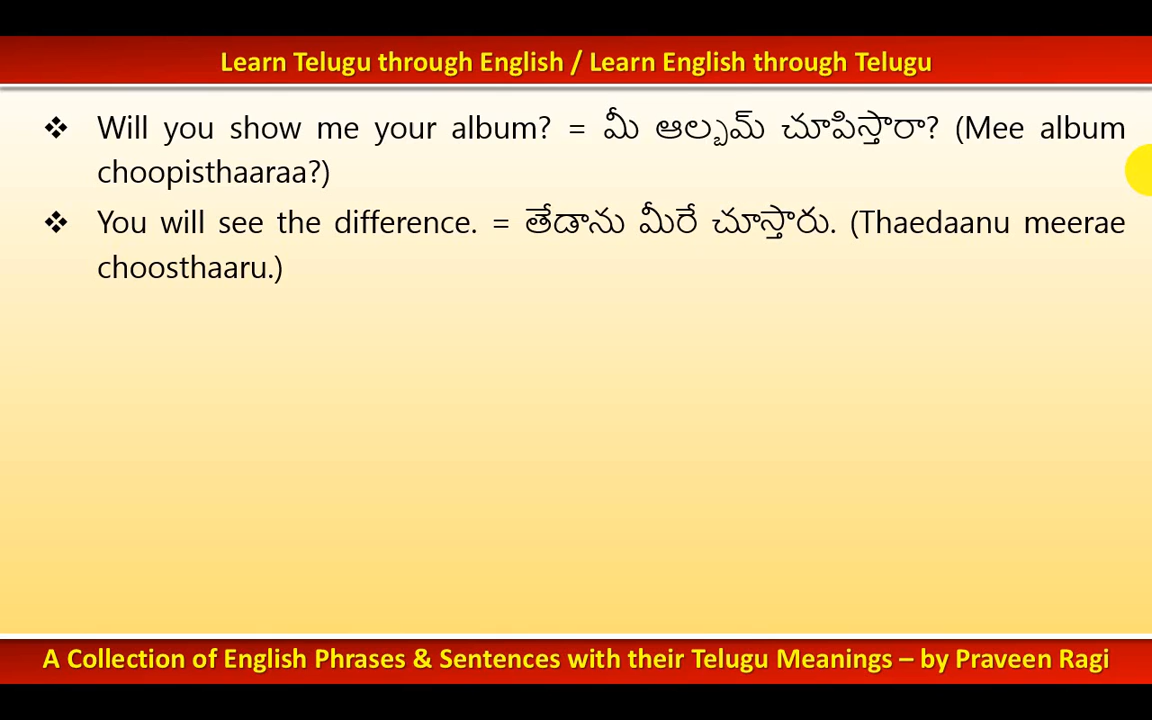 Learn Telugu through English / Learn English through Telugu
❖ Will you show me your album? = మీ ఆల్బమ్ చూపిస్తారా? (Mee album
choopisthaaraa?)
❖ You will see the difference. = తేడాను మీరే చూస్తారు. (Thaedaanu meerae
choosthaaru.)
A Collection of English Phrases & Sentences with their Telugu Meanings – by Praveen Ragi